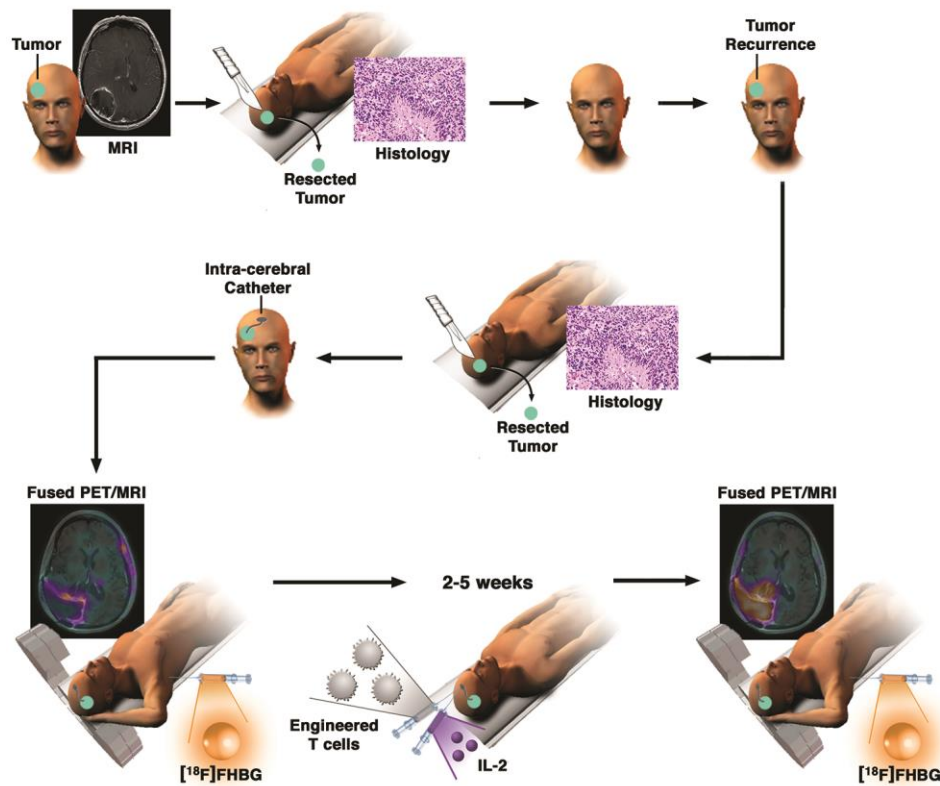 Tumor
MRI
Histology
Resected
Tumor
Tumor
Recurrence
Intra-cerebral
Catheter
Histology
Resected
Tumor
Fused PET/MRI
Fused PET/MRI
2-5 weeks
Engineered
T cells
IL-2
[¹⁸F]FHBG
[¹⁸F]FHBG